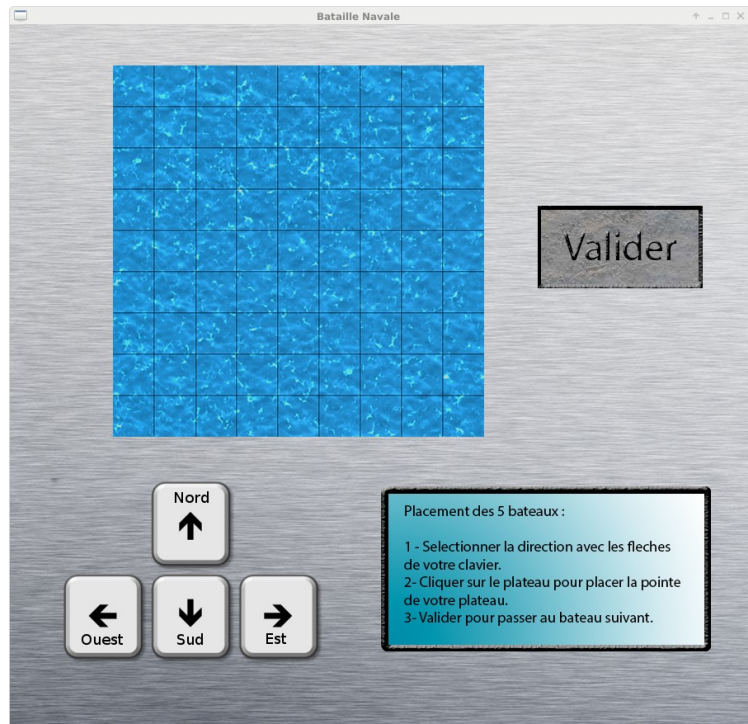 Bataille Navale
Valider
Nord
Ouest
Sud
Est
Placement des 5 bateaux :
1 - Selectionner la direction avec les fleches
de votre clavier.
2- Cliquer sur le plateau pour placer la pointe
de votre plateau.
3- Valider pour passer au bateau suivant.